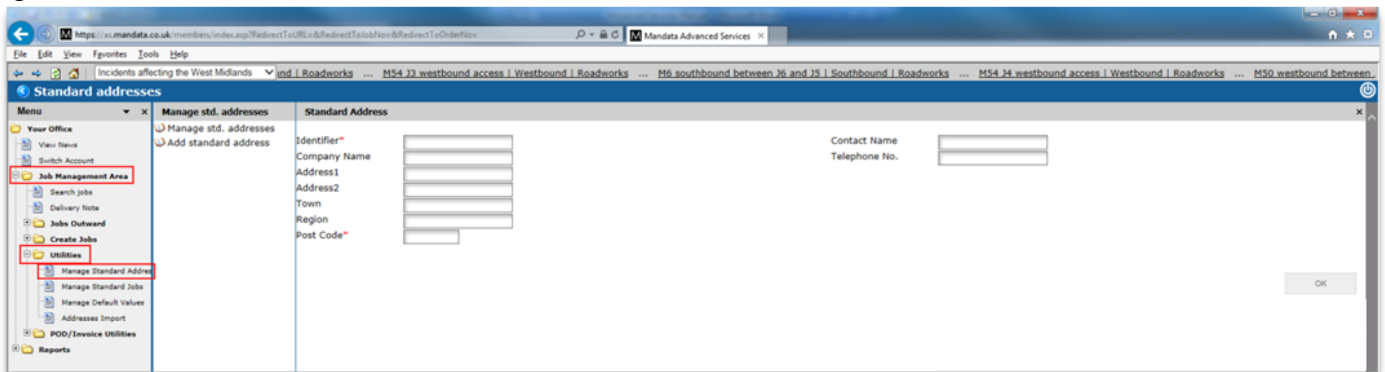 https://as.mandata.co.uk/members/index.asp?RedirectToURL=&RedirectToJobNo=&RedirectToOrderNo=
Mandata Advanced Services
File Edit View Favorites Tools Help
Incidents affecting the West Midlands
nd | Roadworks ... M54 J3 westbound access | Westbound | Roadworks ... M6 southbound between J6 and J5 | Southbound | Roadworks ... M54 J4 westbound access | Westbound | Roadworks ... M50 westbound between
Standard addresses
Menu
Your Office
View News
Switch Account
Job Management Area
Search jobs
Delivery Note
Jobs Outward
Create Jobs
Utilities
Manage Standard Addres
Manage Standard Jobs
Manage Default Values
Addresses Import
POD/Invoice Utilities
Reports
Manage std. addresses
Manage std. addresses
Add standard address
Standard Address
Identifier*
Company Name
Address1
Address2
Town
Region
Post Code*
Contact Name
Telephone No.
OK